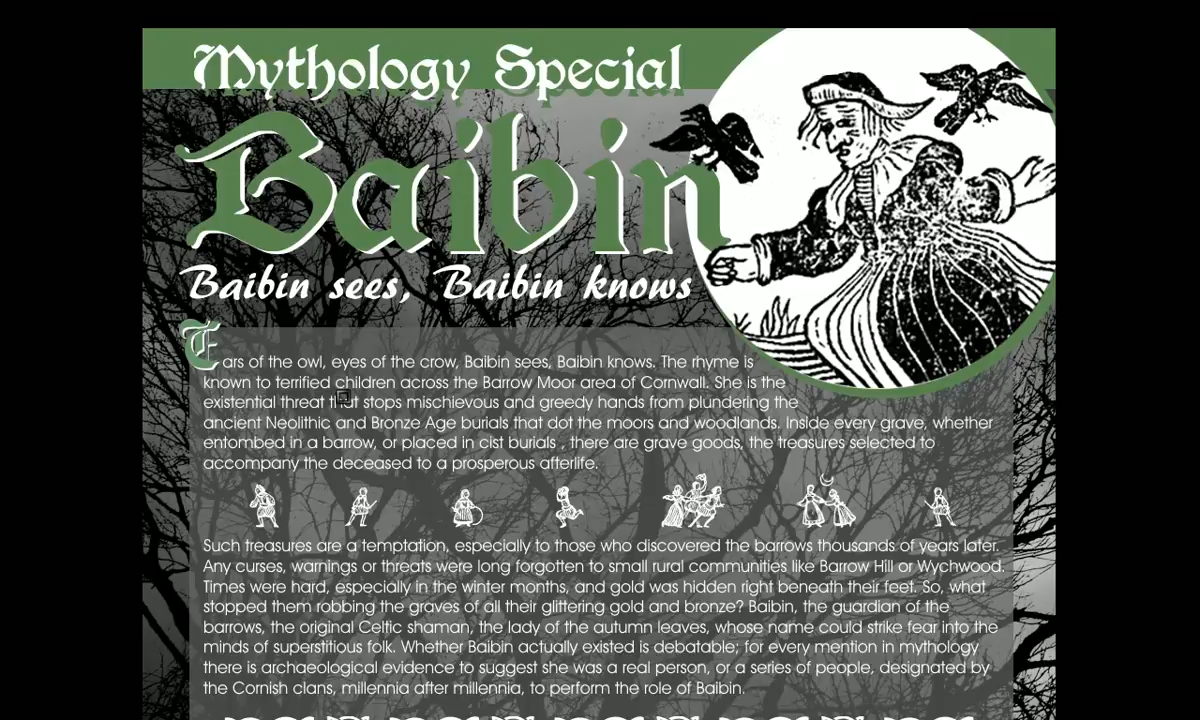 Mythology Special
Baibin
Baibin sees, Baibin knows
Ears of the owl, eyes of the crow, Baibin sees, Baibin knows. The rhyme is
known to terrified children across the Barrow Moor area of Cornwall. She is the
existential threat that stops mischievous and greedy hands from plundering the
ancient Neolithic and Bronze Age burials that dot the moors and woodlands. Inside every grave, whether
entombed in a barrow, or placed in cist burials , there are grave goods, the treasures selected to
accompany the deceased to a prosperous afterlife.
Such treasures are a temptation, especially to those who discovered the barrows thousands of years later.
Any curses, warnings or threats were long forgotten to small rural communities like Barrow Hill or Wychwood.
Times were hard, especially in the winter months, and gold was hidden right beneath their feet. So, what
stopped them robbing the graves of all their glittering gold and bronze? Baibin, the guardian of the
barrows, the original Celtic shaman, the lady of the autumn leaves, whose name could strike fear into the
minds of superstitious folk. Whether Baibin actually existed is debatable; for every mention in mythology
there is archaeological evidence to suggest she was a real person, or a series of people, designated by
the Cornish clans, millennia after millennia, to perform the role of Baibin.